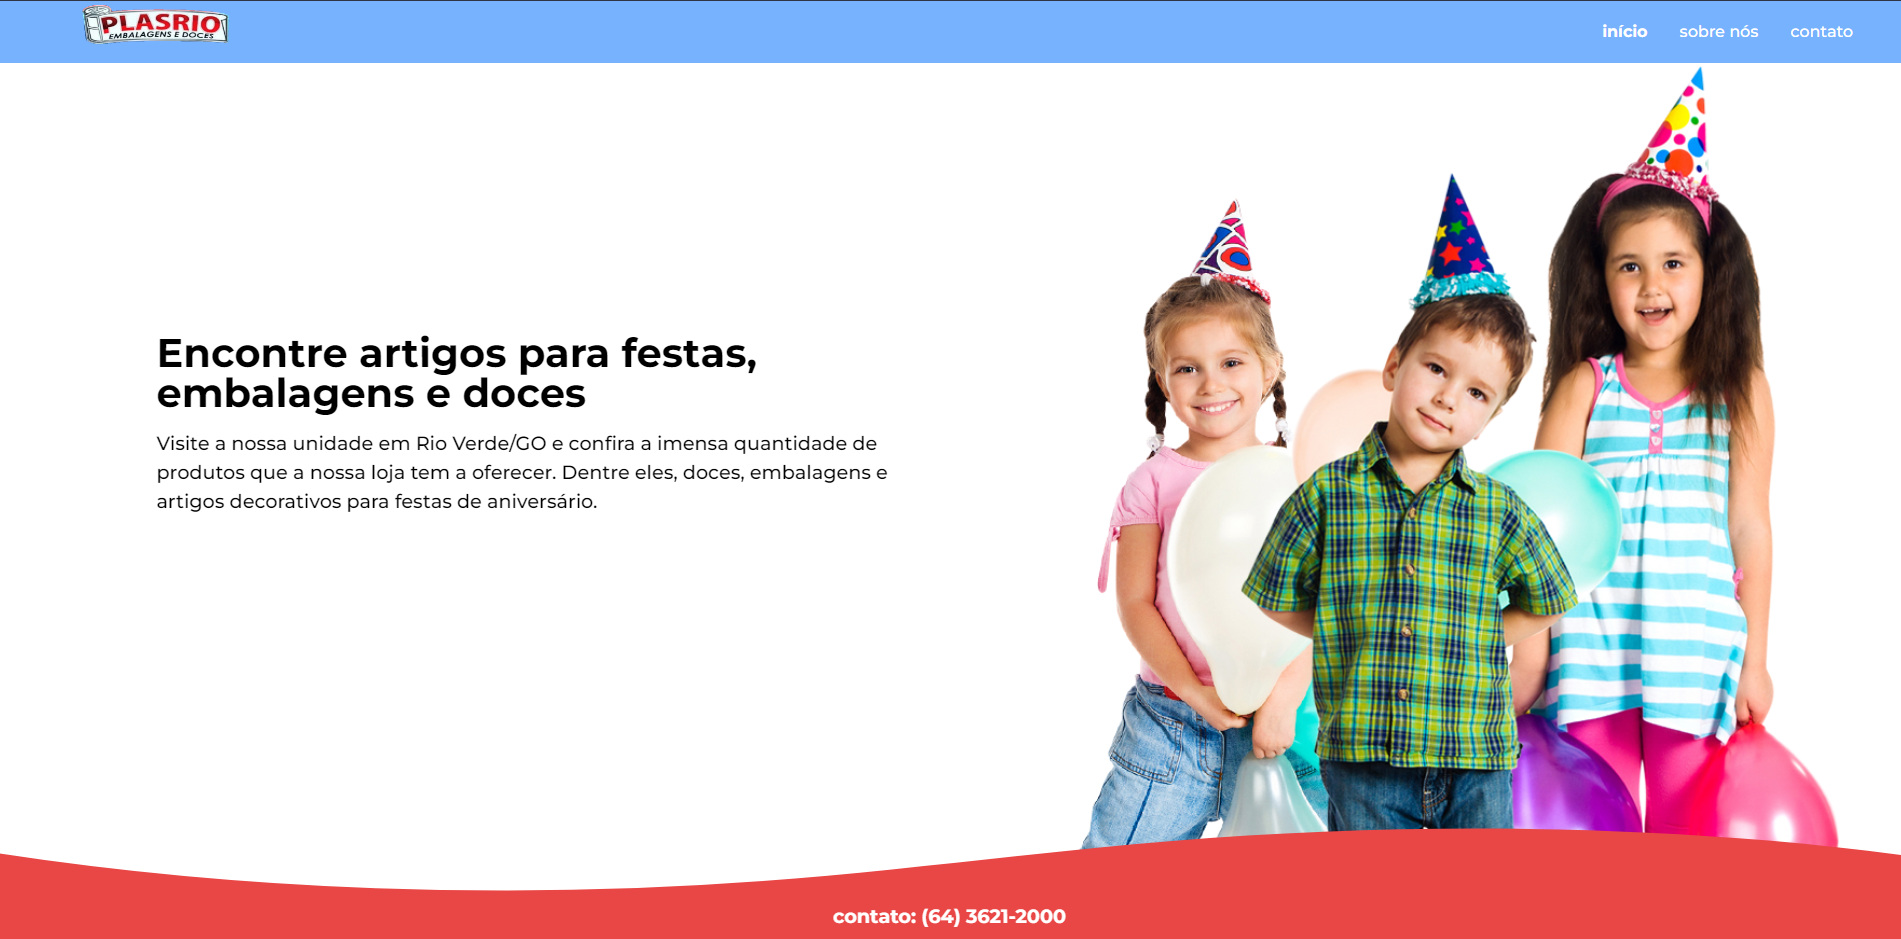 PLASRIO
EMBALAGENS E DOCES
início
sobre nós
contato
Encontre artigos para festas,
embalagens e doces
Visite a nossa unidade em Rio Verde/GO e confira a imensa quantidade de
produtos que a nossa loja tem a oferecer. Dentre eles, doces, embalagens e
artigos decorativos para festas de aniversário.
contato: (64) 3621-2000